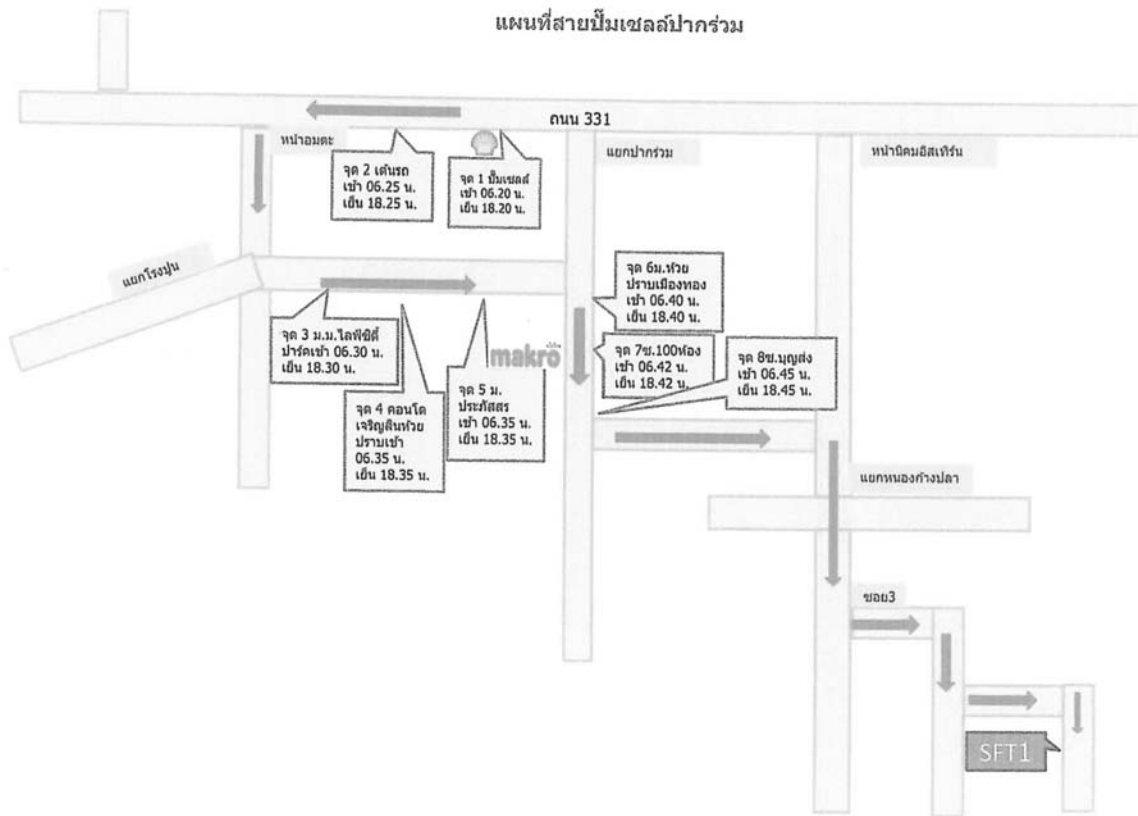 แผนที่สายปั๊มเชลล์ปากร่วม
ถนน 331
หน้าอมตะ
แยกปากร่วม
หน้านิคมอิสเทิร์น
จุด 2 เต้นรถ
เช้า 06.25 น.
เย็น 18.25 น.
จุด 1 ปั๊มเชลล์
เช้า 06.20 น.
เย็น 18.20 น.
แยกโรงปูน
จุด 6ม.ห้วย
ปราบเมืองทอง
เช้า 06.40 น.
เย็น 18.40 น.
จุด 3 ม.ม.ไลฟ์ซิตี้
ปาร์คเช้า 06.30 น.
เย็น 18.30 น.
makro
จุด 7ซ.100ห้อง
เช้า 06.42 น.
เย็น 18.42 น.
จุด 8ซ.บุญส่ง
เช้า 06.45 น.
เย็น 18.45 น.
จุด 4 คอนโด
เจริญสินห้วย
ปราบเช้า
06.35 น.
เย็น 18.35 น.
จุด 5 ม.
ประภัสสร
เช้า 06.35 น.
เย็น 18.35 น.
แยกหนองก้างปลา
ซอย3
SFT1